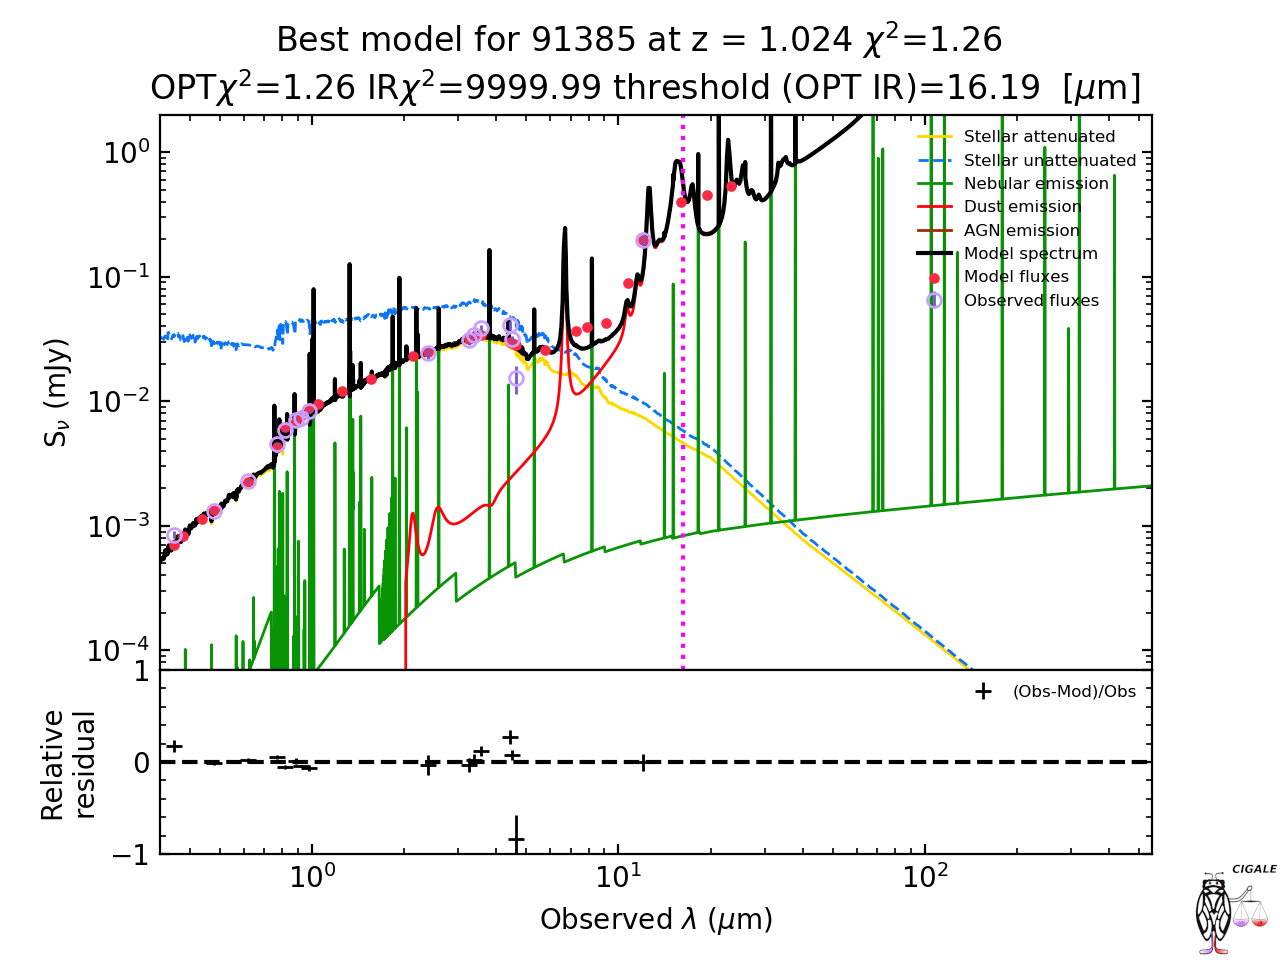 Best model for 91385 at z = 1.024 χ²=1.26
OPTχ²=1.26 IRχ²=9999.99 threshold (OPT IR)=16.19 [μm]
10⁰
10⁻¹
10⁻²
10⁻³
10⁻⁴
Sν (mJy)
Stellar attenuated
Stellar unattenuated
Nebular emission
Dust emission
AGN emission
Model spectrum
Model fluxes
Observed fluxes
1
0
−1
Relative
residual
(Obs-Mod)/Obs
10⁰ 10¹ 10²
Observed λ (μm)
CIGALE